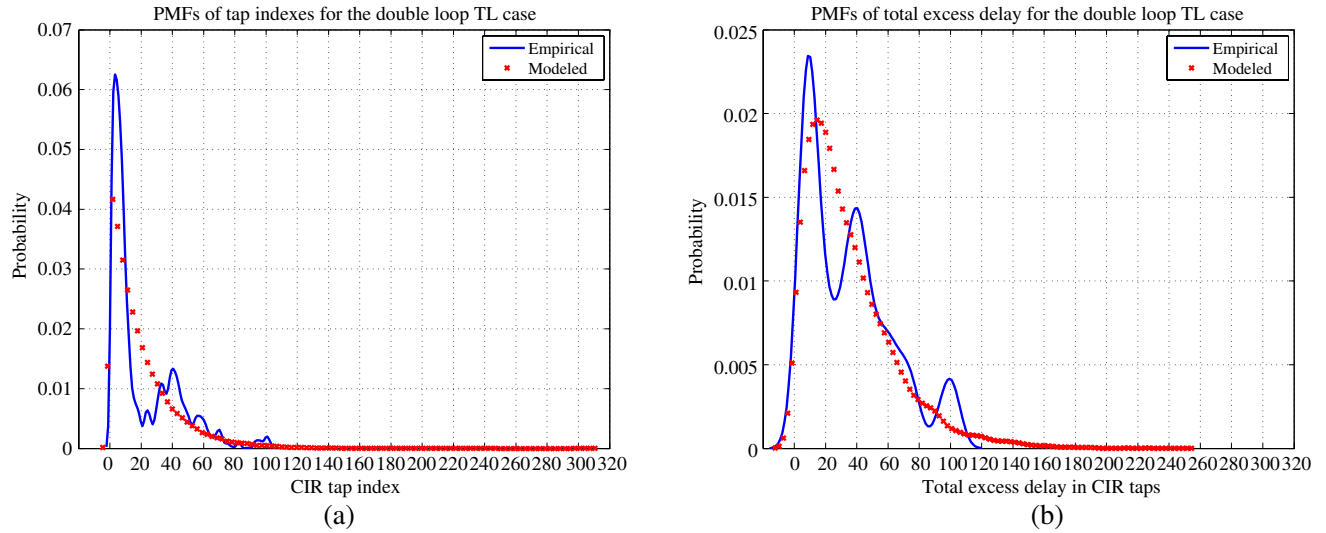 PMFs of tap indexes for the double loop TL case
0.07
0.06
0.05
0.04
0.03
0.02
0.01
0
Probability
Empirical
Modeled
0 20 40 60 80 100 120 140 160 180 200 220 240 260 280 300 320
CIR tap index
(a)
PMFs of total excess delay for the double loop TL case
0.025
0.02
0.015
0.01
0.005
0
Probability
Empirical
Modeled
0 20 40 60 80 100 120 140 160 180 200 220 240 260 280 300 320
Total excess delay in CIR taps
(b)